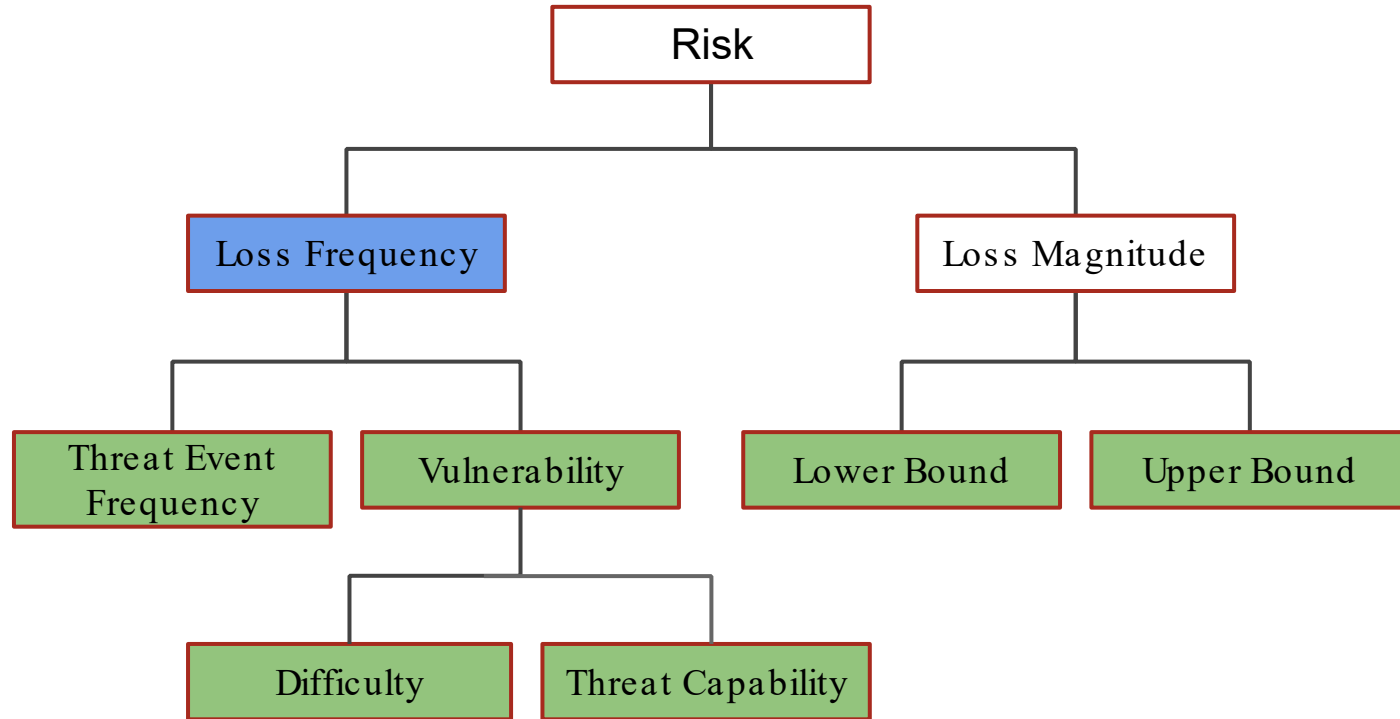 Risk
Loss Frequency
Loss Magnitude
Threat Event
Frequency
Vulnerability
Lower Bound
Upper Bound
Difficulty
Threat Capability